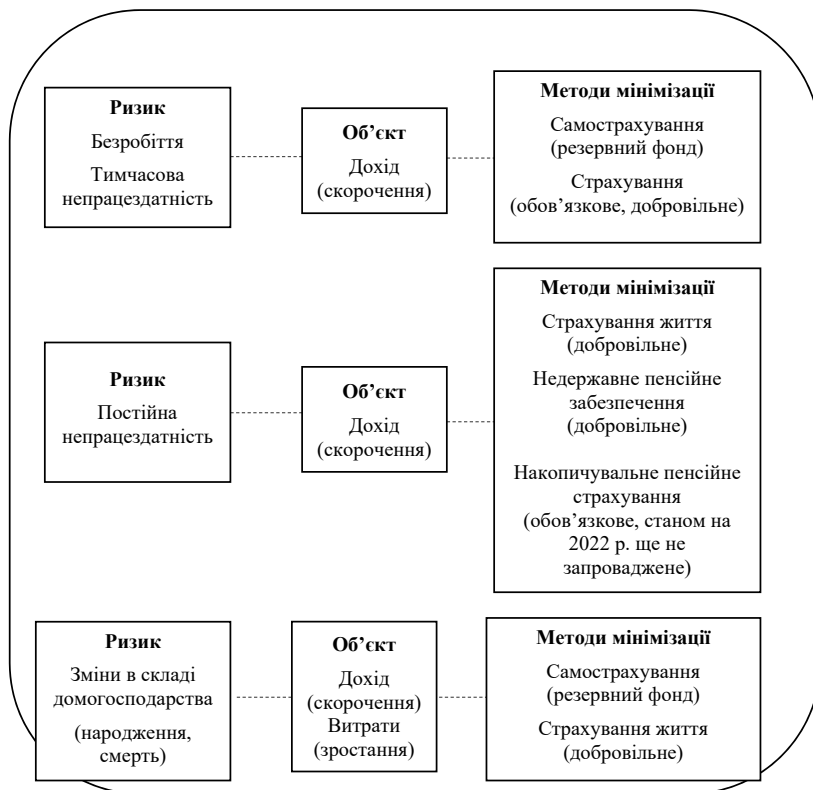 Ризик
Безробіття
Тимчасова
непрацездатність
Об’єкт
Дохід
(скорочення)
Методи мінімізації
Самострахування
(резервний фонд)
Страхування
(обов’язкове, добровільне)
Ризик
Постійна
непрацездатність
Об’єкт
Дохід
(скорочення)
Методи мінімізації
Страхування життя
(добровільне)
Недержавне пенсійне
забезпечення
(добровільне)
Накопичувальне пенсійне
страхування
(обов’язкове, станом на
2022 р. ще не
запроваджене)
Ризик
Зміни в складі
домогосподарства
(народження,
смерть)
Об’єкт
Дохід
(скорочення)
Витрати
(зростання)
Методи мінімізації
Самострахування
(резервний фонд)
Страхування життя
(добровільне)